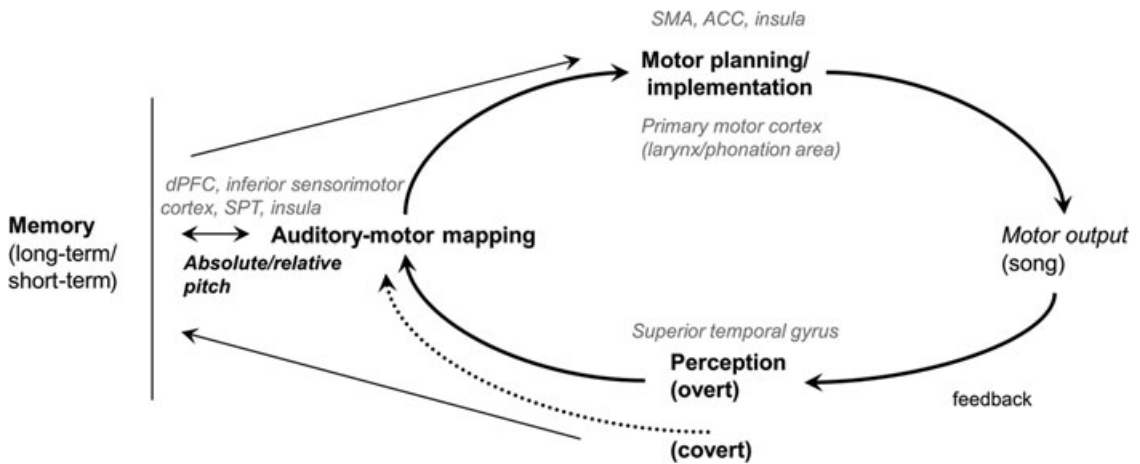 SMA, ACC, insula
Motor planning/
implementation
Primary motor cortex
(larynx/phonation area)
dPFC, inferior sensorimotor
cortex, SPT, insula
Memory
(long-term/
short-term)
Auditory-motor mapping
Absolute/relative
pitch
Motor output
(song)
Superior temporal gyrus
Perception
(overt)
feedback
(covert)